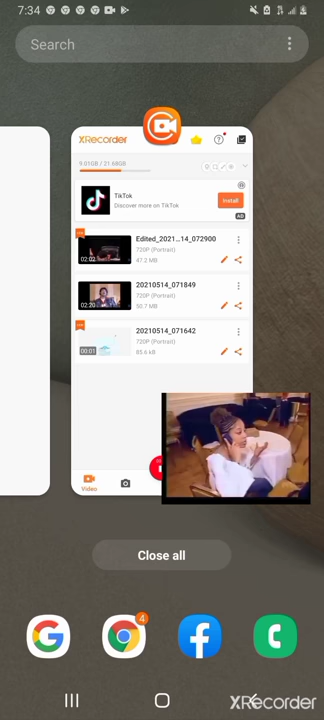 7:34
Search
XRecorder
9.01GB / 21.68GB
TikTok
Discover more on TikTok
Install
AD
Edited_2021...14_072900
720P (Portrait)
02:02
47.2 MB
20210514_071849
720P (Portrait)
02:20
50.7 MB
20210514_071642
720P (Portrait)
00:01
85.6 kB
Video
Close all
4
XRecorder